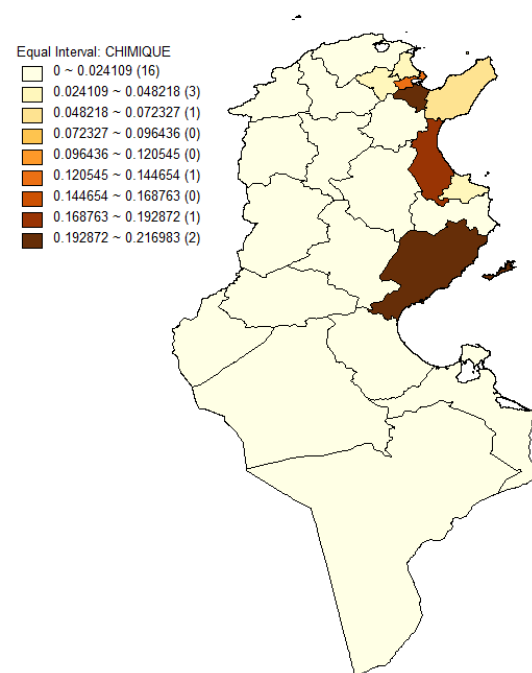 Equal Interval: CHIMIQUE
0 ~ 0.024109 (16)
0.024109 ~ 0.048218 (3)
0.048218 ~ 0.072327 (1)
0.072327 ~ 0.096436 (0)
0.096436 ~ 0.120545 (0)
0.120545 ~ 0.144654 (1)
0.144654 ~ 0.168763 (0)
0.168763 ~ 0.192872 (1)
0.192872 ~ 0.216983 (2)